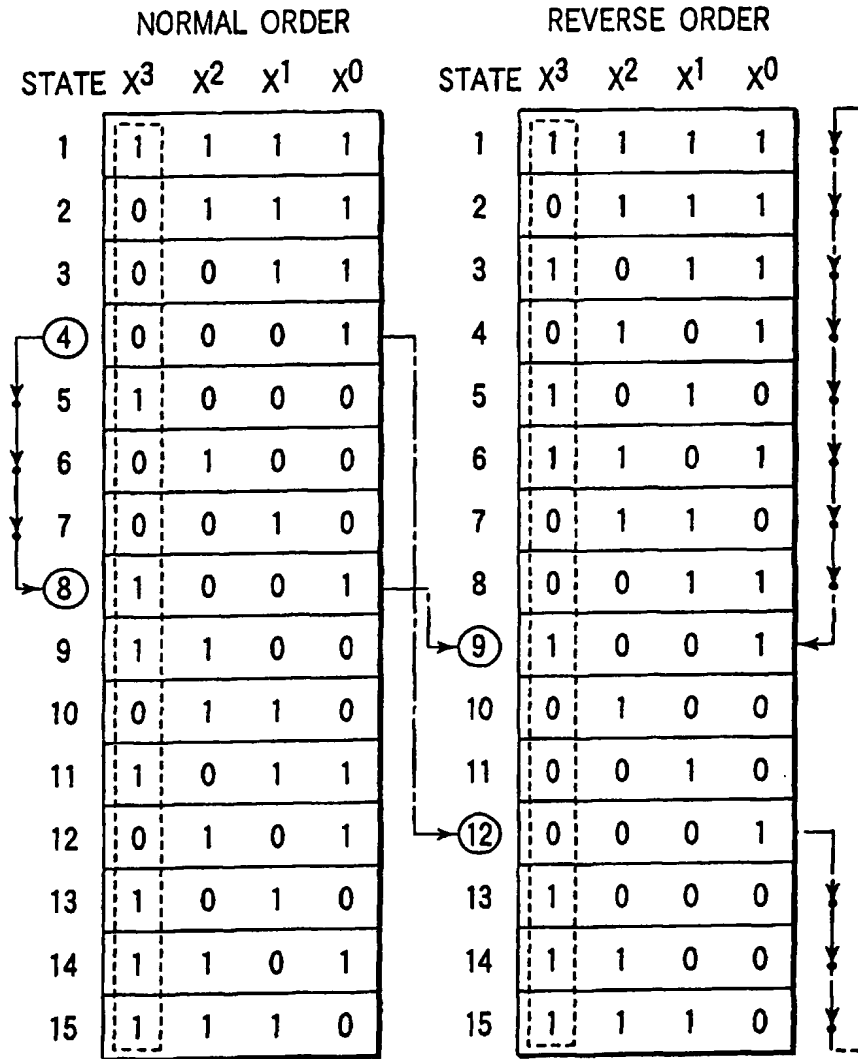 NORMAL ORDER
STATE X3 X2 X1 X0
1 1 1 1 1
2 0 1 1 1
3 0 0 1 1
4 0 0 0 1
5 1 0 0 0
6 0 1 0 0
7 0 0 1 0
8 1 0 0 1
9 1 1 0 0
10 0 1 1 0
11 1 0 1 1
12 0 1 0 1
13 1 0 1 0
14 1 1 0 1
15 1 1 1 0
REVERSE ORDER
STATE X3 X2 X1 X0
1 1 1 1 1
2 0 1 1 1
3 1 0 1 1
4 0 1 0 1
5 1 0 1 0
6 1 1 0 1
7 0 1 1 0
8 0 0 1 1
9 1 0 0 1
10 0 1 0 0
11 0 0 1 0
12 0 0 0 1
13 1 0 0 0
14 1 1 0 0
15 1 1 1 0